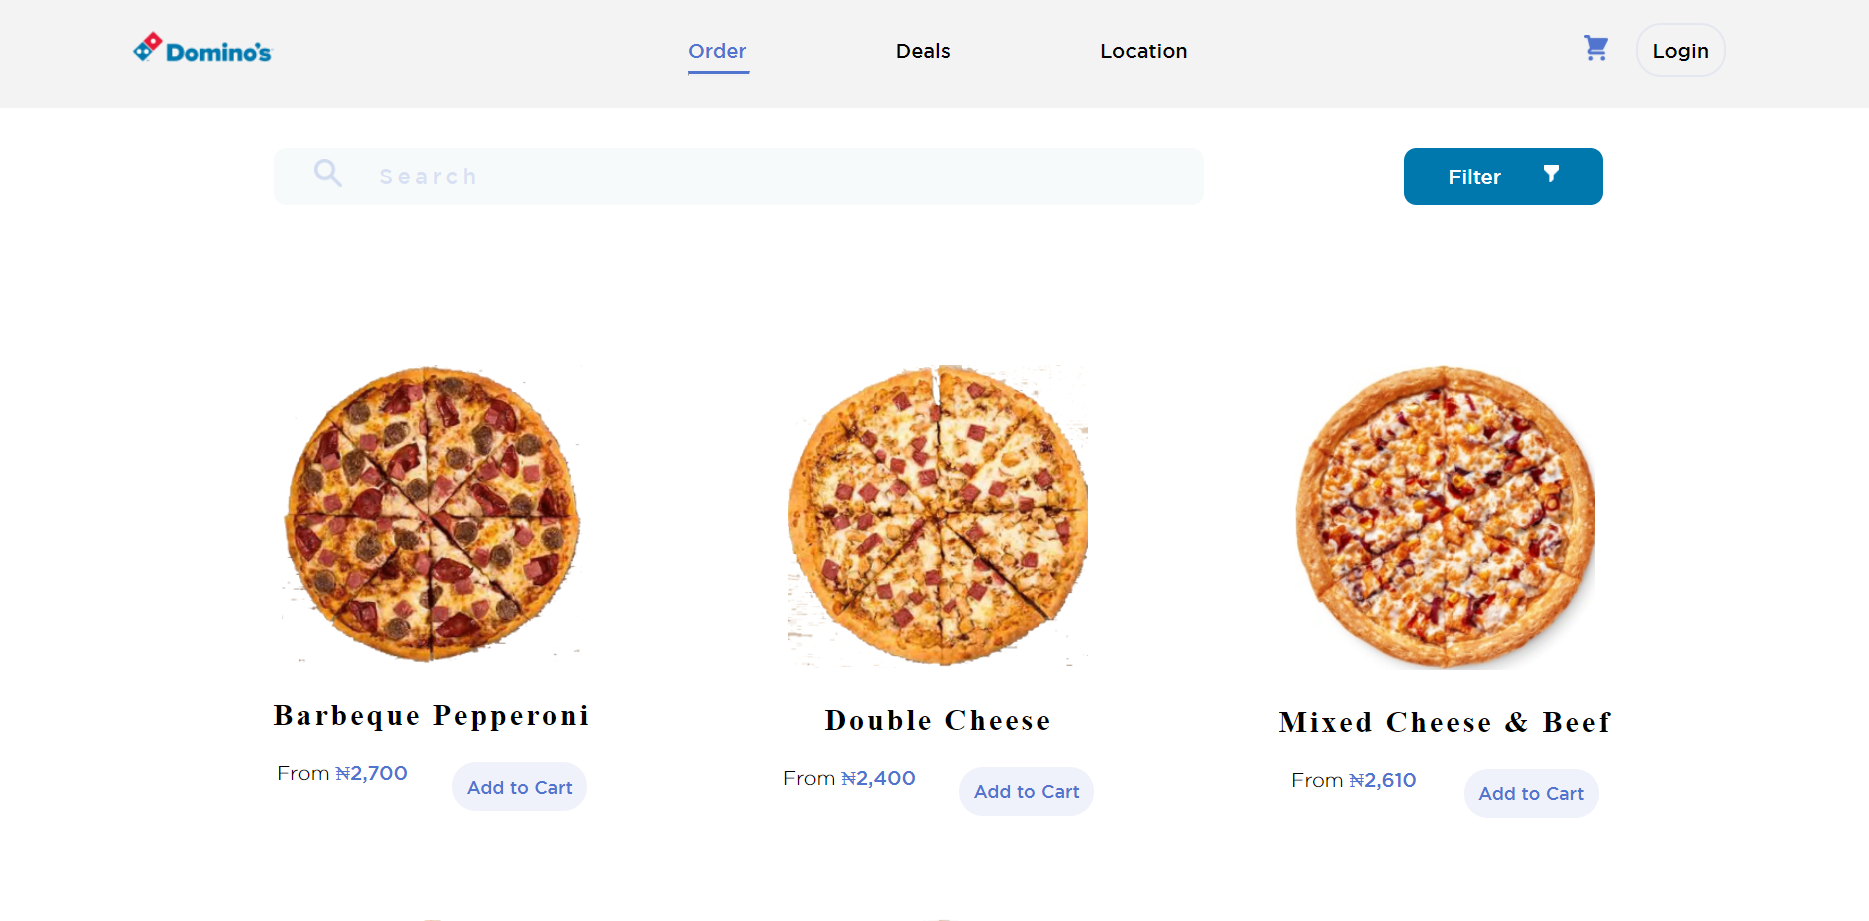 Domino's
Order
Deals
Location
Login
Search
Filter
Barbeque Pepperoni
Double Cheese
Mixed Cheese & Beef
From ₦2,700
Add to Cart
From ₦2,400
Add to Cart
From ₦2,610
Add to Cart